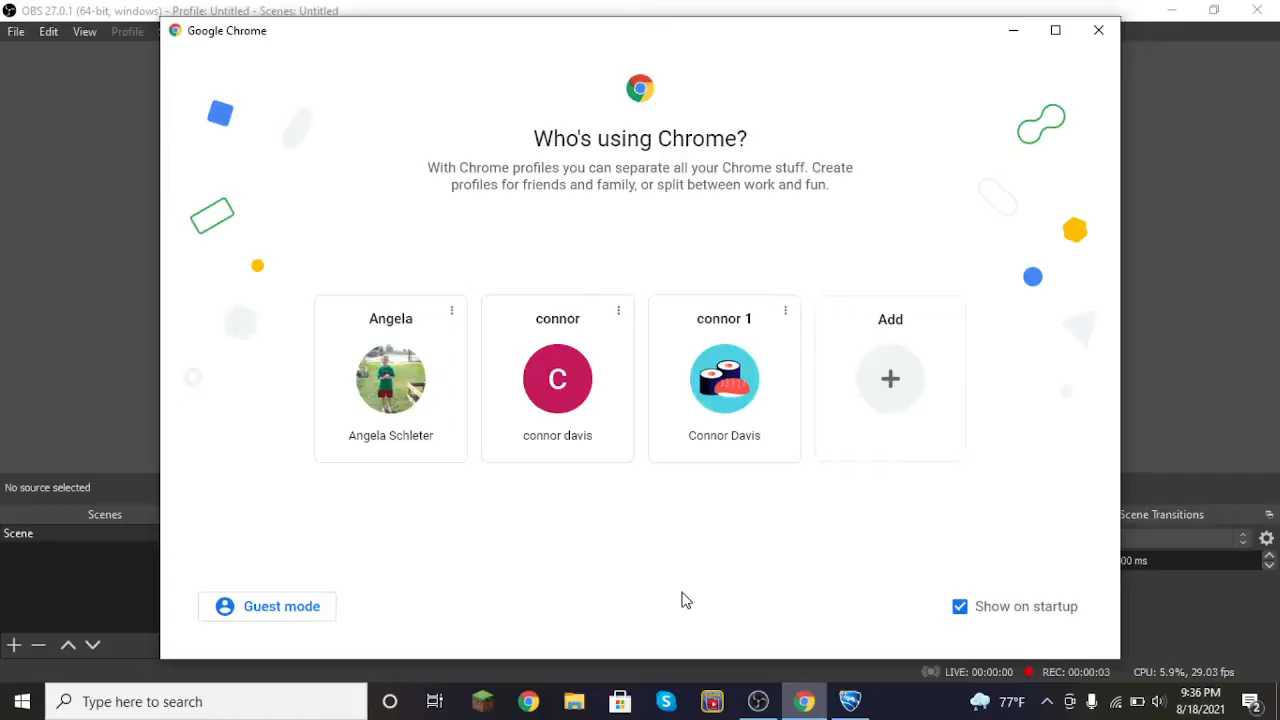 OBS 27.0.1 (64-bit, windows) - Profile: Untitled - Scenes: Untitled
File Edit View Profile
Google Chrome
Who's using Chrome?
With Chrome profiles you can separate all your Chrome stuff. Create
profiles for friends and family, or split between work and fun.
Angela
Angela Schleter
connor
C
connor davis
connor 1
Connor Davis
Add
No source selected
Scenes
Scene
Scene Transitions
00 ms
Guest mode
Show on startup
LIVE: 00:00:00 REC: 00:00:03 CPU: 5.9%, 29.03 fps
Type here to search
77°F
9:36 PM
8/18/2021
2